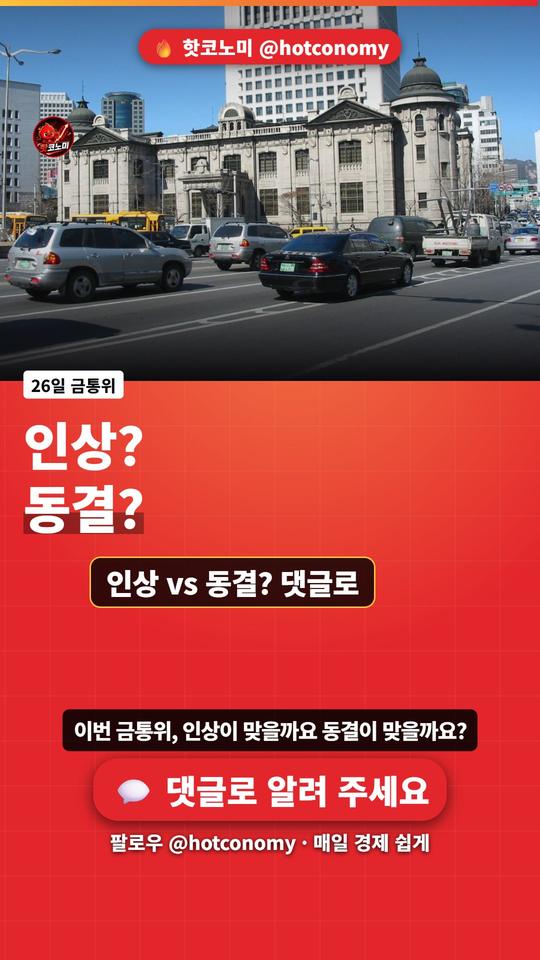 핫코노미 @hotconomy
핫코노미
26일 금통위
인상?
동결?
인상 vs 동결? 댓글로
이번 금통위, 인상이 맞을까요 동결이 맞을까요?
댓글로 알려 주세요
팔로우 @hotconomy · 매일 경제 쉽게